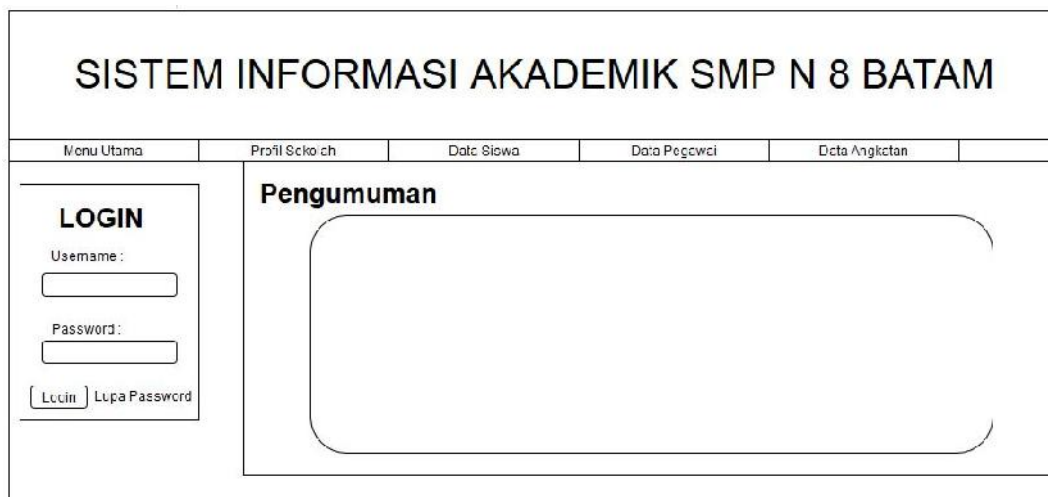 SISTEM INFORMASI AKADEMIK SMP N 8 BATAM
Menu Utama Profil Sekolah Data Siswa Data Pegawai Data Angkatan
Pengumuman
LOGIN
Username :
Password :
Login Lupa Password